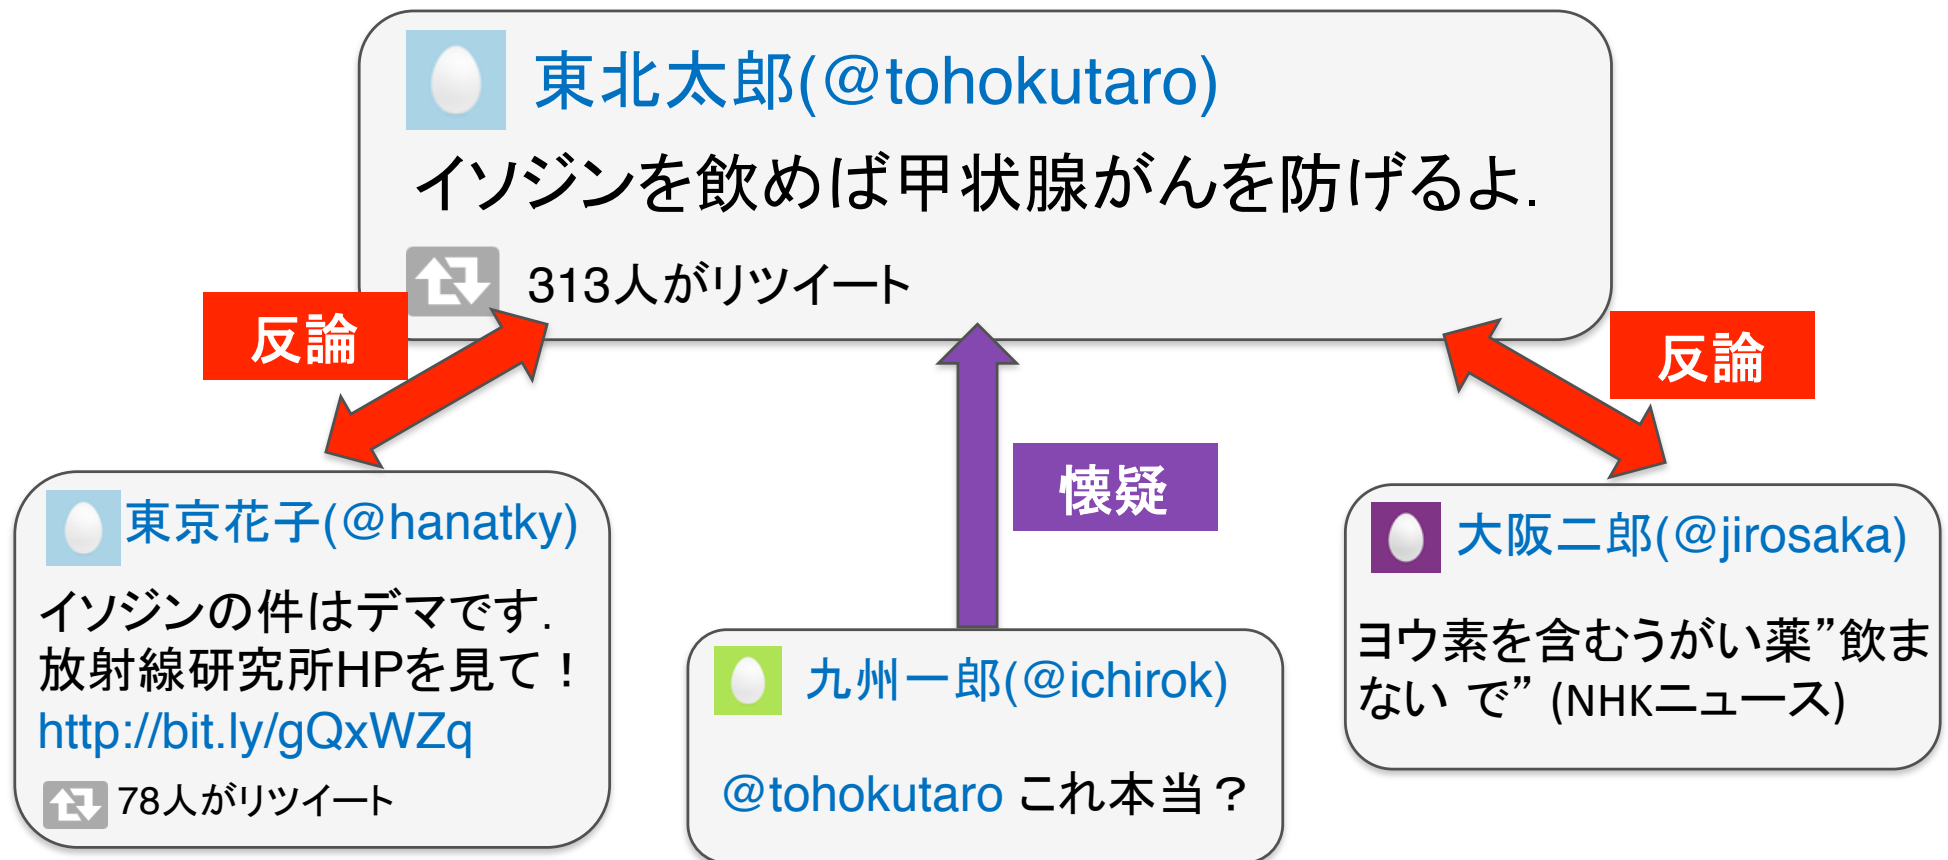 東北太郎(@tohokutaro)
イソジンを飲めば甲状腺がんを防げるよ.
313人がリツイート
反論
反論
懐疑
東京花子(@hanatky)
イソジンの件はデマです.
放射線研究所HPを見て！
http://bit.ly/gQxWZq
78人がリツイート
九州一郎(@ichirok)
@tohokutaro これ本当？
大阪二郎(@jirosaka)
ヨウ素を含むうがい薬”飲ま
ない で” (NHKニュース)